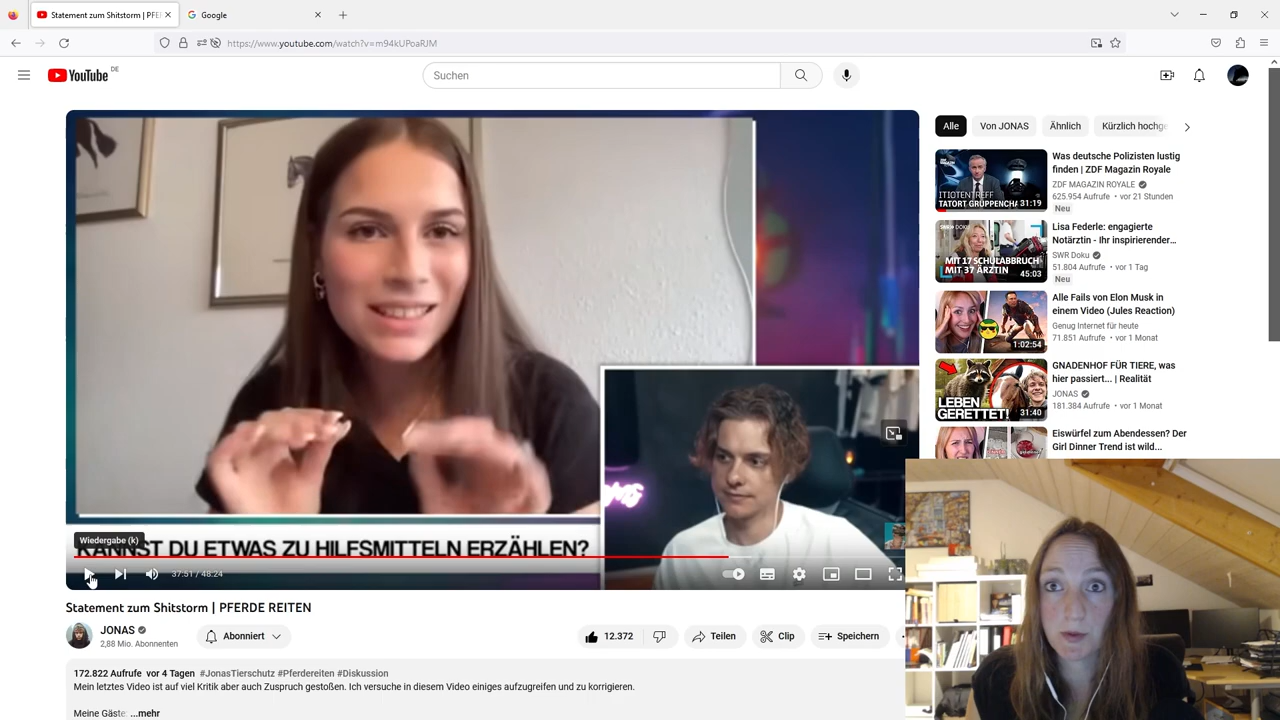 Statement zum Shitstorm | PFE
Google
https://www.youtube.com/watch?v=m94kUPoaRJM
YouTube DE
Suchen
Alle
Von JONAS
Ähnlich
Kürzlich hochge
Was deutsche Polizisten lustig
finden | ZDF Magazin Royale
ZDF MAGAZIN ROYALE
625.954 Aufrufe • vor 21 Stunden
Neu
ITIOTENTREFF
TATORT GRUPPENCHA
31:19
Lisa Federle: engagierte
Notärztin - Ihr inspirierender…
SWR Doku
51.804 Aufrufe • vor 1 Tag
Neu
MIT 17 SCHULABBRUCH
MIT 37 ÄRZTIN
45:03
Alle Fails von Elon Musk in
einem Video (Jules Reaction)
Genug Internet für heute
71.851 Aufrufe • vor 1 Monat
1:02:54
GNADENHOF FÜR TIERE, was
hier passiert... | Realität
JONAS
181.384 Aufrufe • vor 1 Monat
LEBEN
GERETTET!
31:40
Eiswürfel zum Abendessen? Der
Girl Dinner Trend ist wild...
Wiedergabe (k)
KANNST DU ETWAS ZU HILFSMITTELN ERZÄHLEN?
37:51 / 48:24
Statement zum Shitstorm | PFERDE REITEN
JONAS
2,88 Mio. Abonnenten
Abonniert
12.372
Teilen
Clip
Speichern
172.822 Aufrufe vor 4 Tagen #JonasTierschutz #Pferdereiten #Diskussion
Mein letztes Video ist auf viel Kritik aber auch Zuspruch gestoßen. Ich versuche in diesem Video einiges aufzugreifen und zu korrigieren.
Meine Gäste: ...mehr